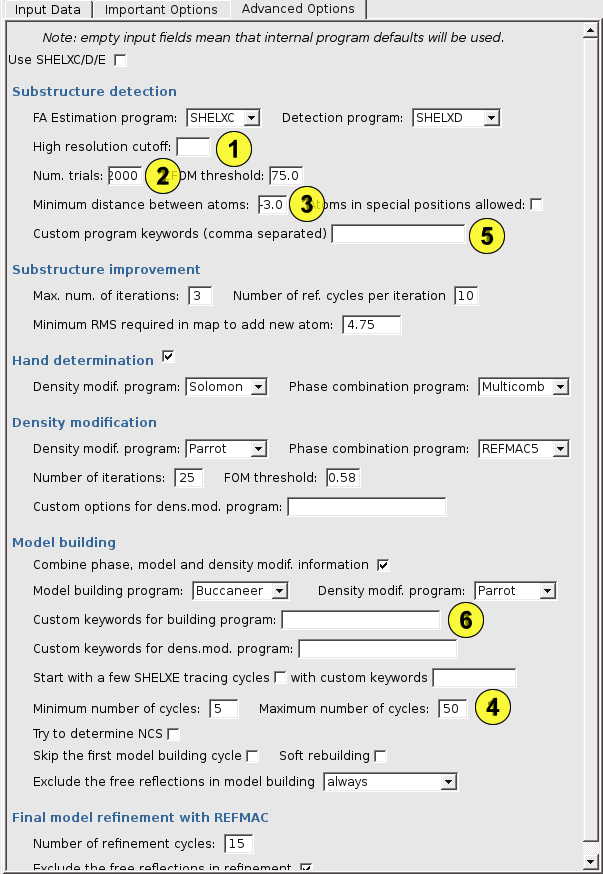 Input Data Important Options Advanced Options
Note: empty input fields mean that internal program defaults will be used.
Use SHELXC/D/E
Substructure detection
FA Estimation program: SHELXC Detection program: SHELXD
High resolution cutoff: 1
Num. trials: 2000 2 FOM threshold: 75.0
Minimum distance between atoms: -3.0 3 Atoms in special positions allowed:
Custom program keywords (comma separated) 5
Substructure improvement
Max. num. of iterations: 3 Number of ref. cycles per iteration 10
Minimum RMS required in map to add new atom: 4.75
Hand determination
Density modif. program: Solomon Phase combination program: Multicomb
Density modification
Density modif. program: Parrot Phase combination program: REFMAC5
Number of iterations: 25 FOM threshold: 0.58
Custom options for dens.mod. program:
Model building
Combine phase, model and density modif. information
Model building program: Buccaneer Density modif. program: Parrot
Custom keywords for building program: 6
Custom keywords for dens.mod. program:
Start with a few SHELXE tracing cycles with custom keywords
Minimum number of cycles: 5 Maximum number of cycles: 50 4
Try to determine NCS
Skip the first model building cycle Soft rebuilding
Exclude the free reflections in model building always
Final model refinement with REFMAC
Number of refinement cycles: 15
Exclude the free reflections in refinement